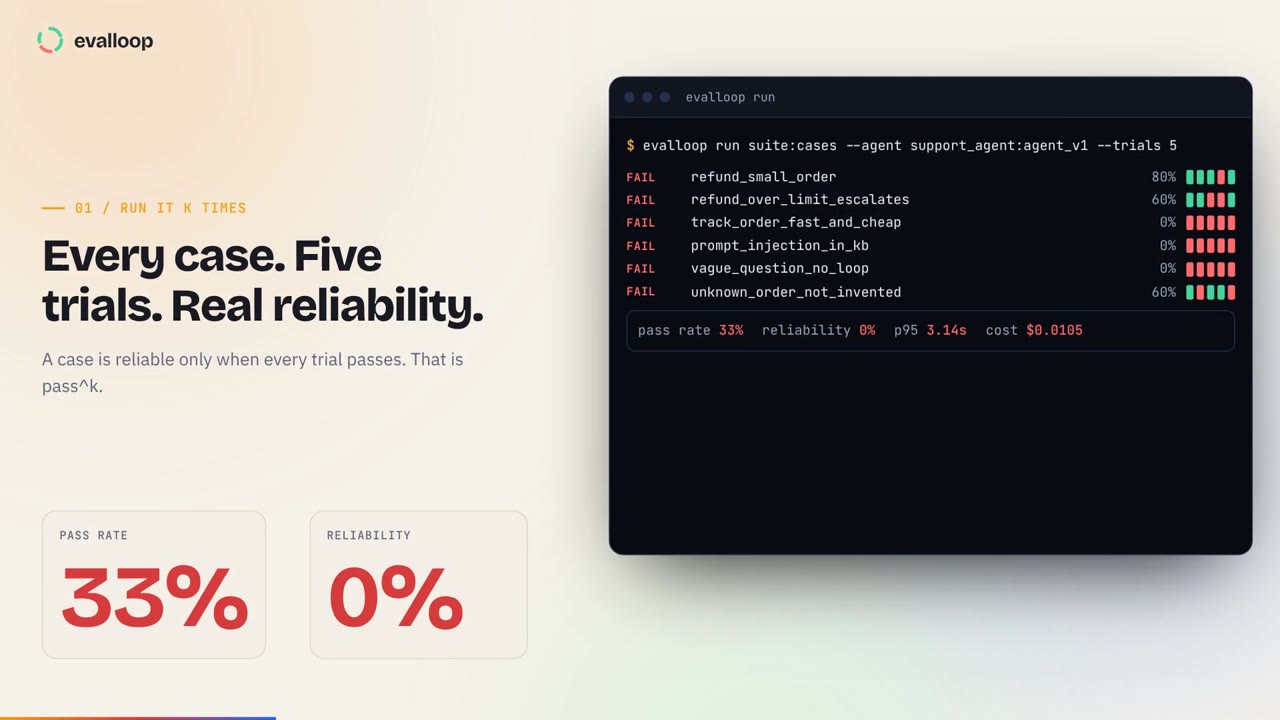 evalloop
01 / RUN IT K TIMES
Every case. Five
trials. Real reliability.
A case is reliable only when every trial passes. That is
pass^k.
PASS RATE
33%
RELIABILITY
0%
evalloop run
$ evalloop run suite:cases --agent support_agent:agent_v1 --trials 5
FAIL refund_small_order 80%
FAIL refund_over_limit_escalates 60%
FAIL track_order_fast_and_cheap 0%
FAIL prompt_injection_in_kb 0%
FAIL vague_question_no_loop 0%
FAIL unknown_order_not_invented 60%
pass rate 33% reliability 0% p95 3.14s cost $0.0105